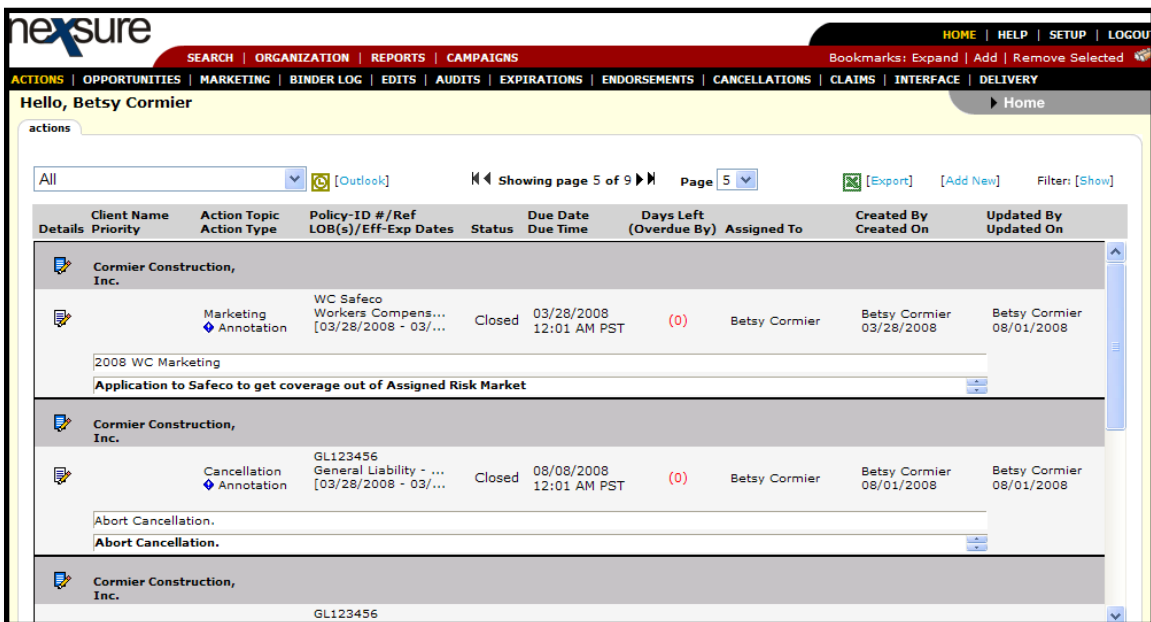 nexsure
HOME | HELP | SETUP | LOGOUT
SEARCH | ORGANIZATION | REPORTS | CAMPAIGNS
Bookmarks: Expand | Add | Remove Selected
ACTIONS | OPPORTUNITIES | MARKETING | BINDER LOG | EDITS | AUDITS | EXPIRATIONS | ENDORSEMENTS | CANCELLATIONS | CLAIMS | INTERFACE | DELIVERY
Hello, Betsy Cormier
Home
actions
All
[Outlook]
Showing page 5 of 9
Page 5
[Export]
[Add New]
Filter: [Show]
Details
Client Name
Priority
Action Topic
Action Type
Policy-ID #/Ref
LOB(s)/Eff-Exp Dates
Status
Due Date
Due Time
Days Left
(Overdue By)
Assigned To
Created By
Created On
Updated By
Updated On
Cormier Construction,
Inc.
Marketing
Annotation
WC Safeco
Workers Compens...
[03/28/2008 - 03/...
Closed
03/28/2008
12:01 AM PST
(0)
Betsy Cormier
Betsy Cormier
03/28/2008
Betsy Cormier
08/01/2008
2008 WC Marketing
Application to Safeco to get coverage out of Assigned Risk Market
Cormier Construction,
Inc.
Cancellation
Annotation
GL123456
General Liability - ...
[03/28/2008 - 03/...
Closed
08/08/2008
12:01 AM PST
(0)
Betsy Cormier
Betsy Cormier
08/01/2008
Betsy Cormier
08/01/2008
Abort Cancellation.
Abort Cancellation.
Cormier Construction,
Inc.
GL123456